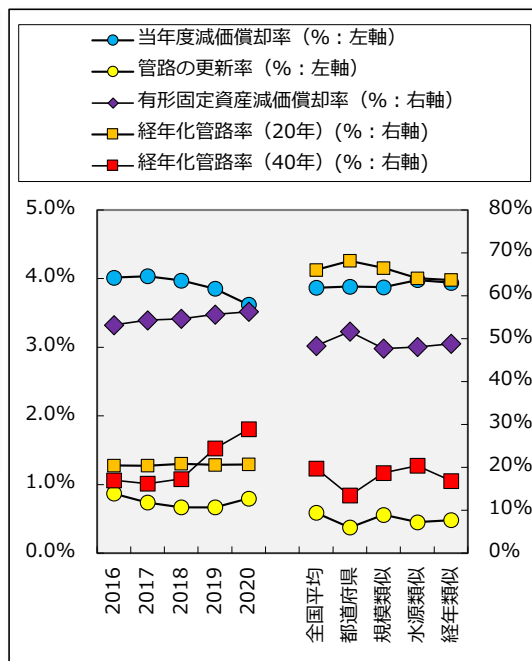 当年度減価償却率（%：左軸）
管路の更新率（%：左軸）
有形固定資産減価償却率（%：右軸）
経年化管路率（20年）(%：右軸)
経年化管路率（40年）(%：右軸)
5.0%
4.0%
3.0%
2.0%
1.0%
0.0%
80%
70%
60%
50%
40%
30%
20%
10%
0%
2016
2017
2018
2019
2020
全国平均
都道府県
規模類似
水源類似
経年類似